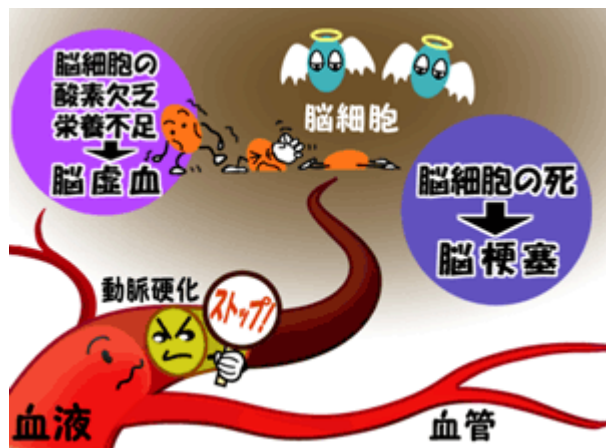 脳細胞の
酸素欠乏
栄養不足
脳虚血
脳細胞
脳細胞の死
脳梗塞
動脈硬化
ストップ!
血液
血管